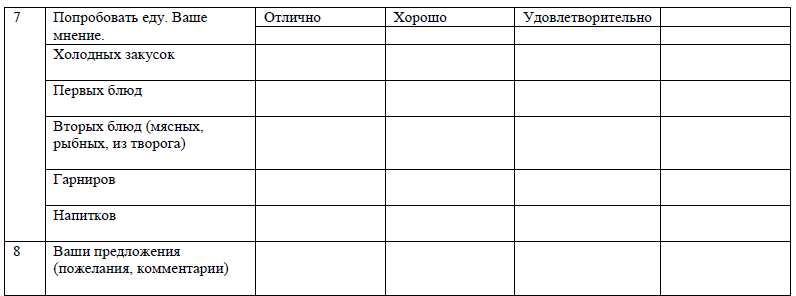 7 Попробовать еду. Ваше Отлично Хорошо Удовлетворительно
мнение.
Холодных закусок
Первых блюд
Вторых блюд (мясных,
рыбных, из творога)
Гарниров
Напитков
8 Ваши предложения
(пожелания, комментарии)